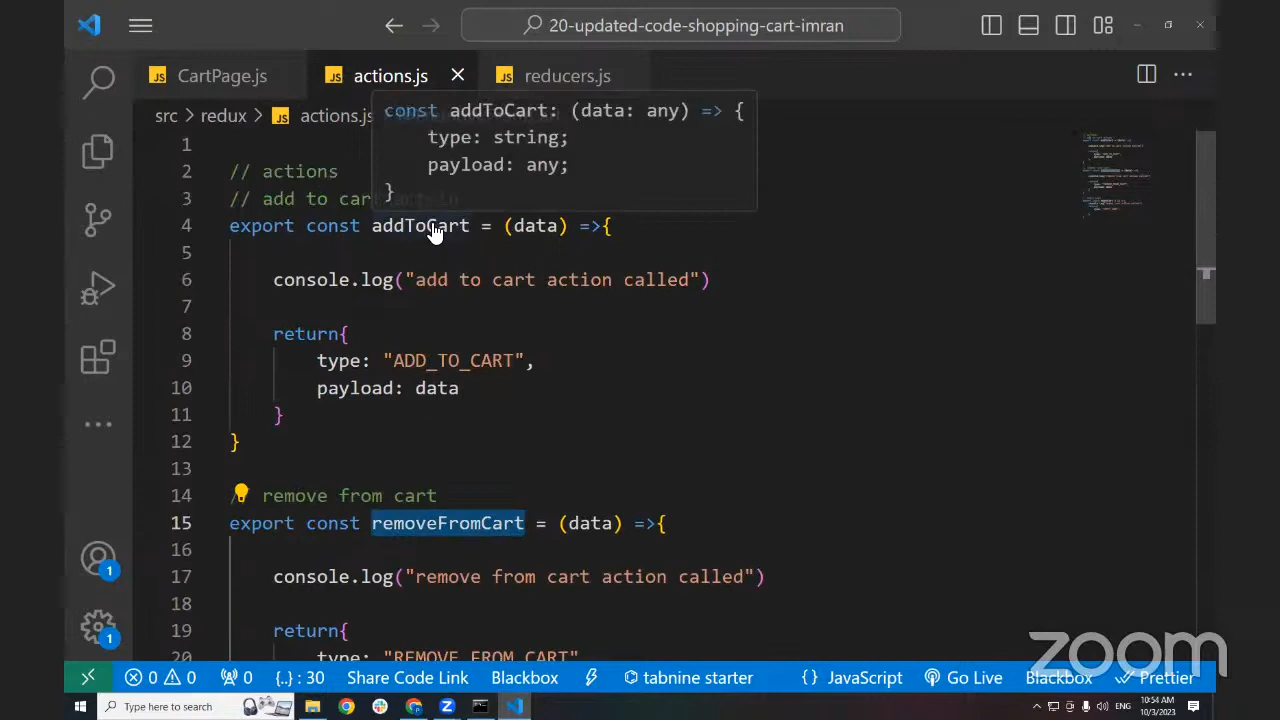 20-updated-code-shopping-cart-imran
CartPage.js
actions.js
reducers.js
src > redux > actions.js
const addToCart: (data: any) => {
type: string;
payload: any;
}
1
2 // actions
3 // add to cart
4 export const addToCart = (data) =>{
5
6 console.log("add to cart action called")
7
8 return{
9 type: "ADD_TO_CART",
10 payload: data
11 }
12 }
13
14 / remove from cart
15 export const removeFromCart = (data) =>{
16
17 console.log("remove from cart action called")
18
19 return{
20 type: "REMOVE_FROM_CART"
1
1
zoom
0 0 0 {..} : 30 Share Code Link Blackbox tabnine starter { } JavaScript Go Live Blackbox Prettier
Type here to search
ENG
10:54 AM
10/3/2023